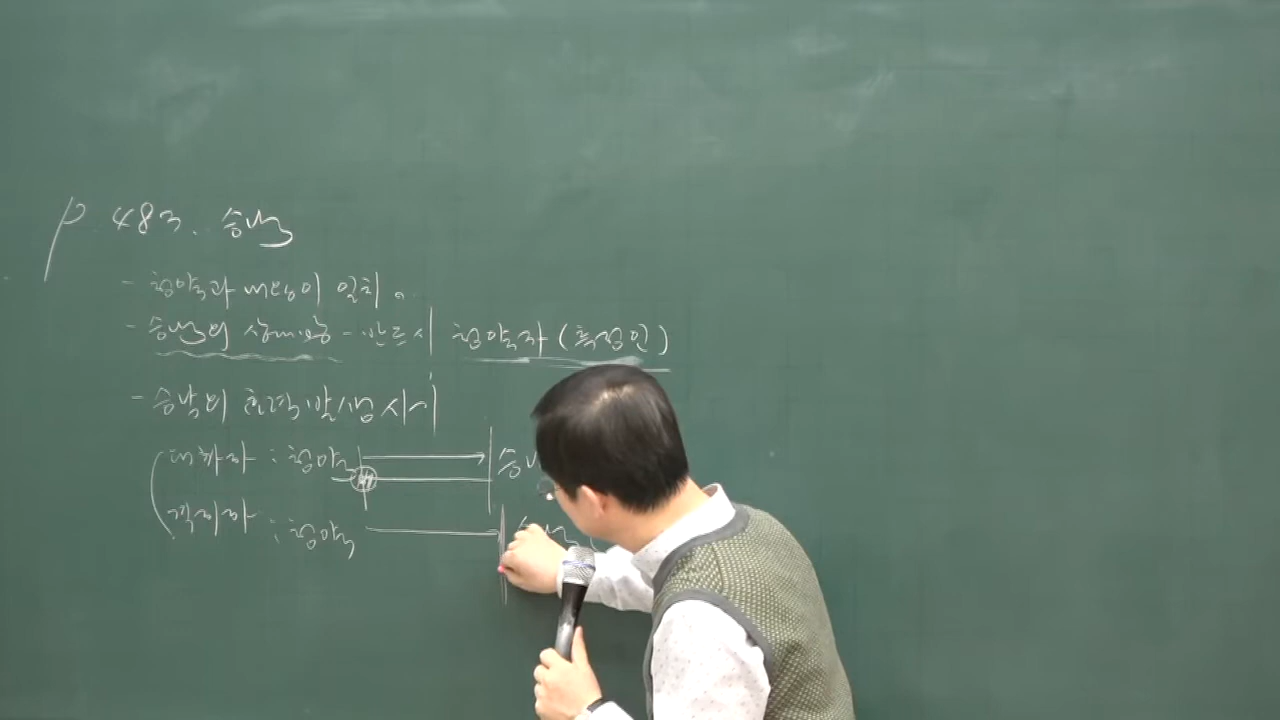 P. 483. 승낙
- 청약과 내용이 일치.
- 승낙의 상대방 - 반드시 청약자 (특정인)
- 승낙의 효력발생시기
대화자 : 청약 승
격지자 : 청약